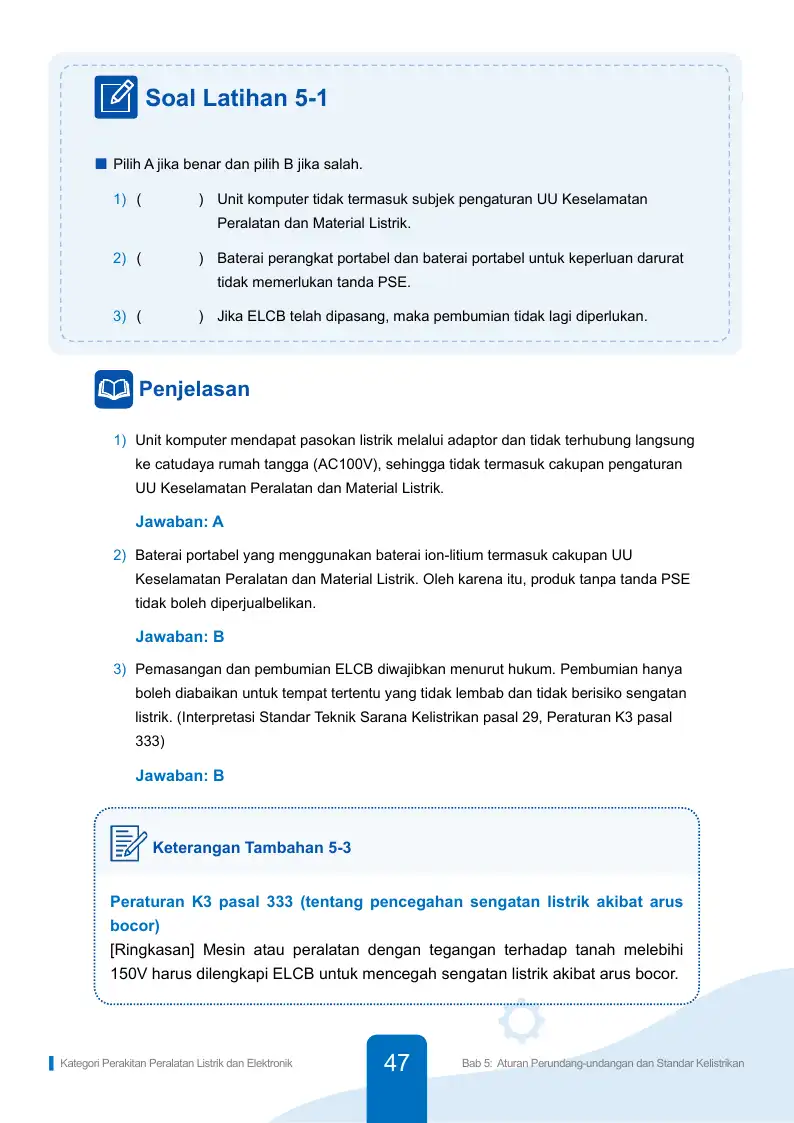 Soal Latihan 5-1
■ Pilih A jika benar dan pilih B jika salah.
1) ( ) Unit komputer tidak termasuk subjek pengaturan UU Keselamatan
Peralatan dan Material Listrik.
2) ( ) Baterai perangkat portabel dan baterai portabel untuk keperluan darurat
tidak memerlukan tanda PSE.
3) ( ) Jika ELCB telah dipasang, maka pembumian tidak lagi diperlukan.
Penjelasan
1) Unit komputer mendapat pasokan listrik melalui adaptor dan tidak terhubung langsung
ke catudaya rumah tangga (AC100V), sehingga tidak termasuk cakupan pengaturan
UU Keselamatan Peralatan dan Material Listrik.
Jawaban: A
2) Baterai portabel yang menggunakan baterai ion-litium termasuk cakupan UU
Keselamatan Peralatan dan Material Listrik. Oleh karena itu, produk tanpa tanda PSE
tidak boleh diperjualbelikan.
Jawaban: B
3) Pemasangan dan pembumian ELCB diwajibkan menurut hukum. Pembumian hanya
boleh diabaikan untuk tempat tertentu yang tidak lembab dan tidak berisiko sengatan
listrik. (Interpretasi Standar Teknik Sarana Kelistrikan pasal 29, Peraturan K3 pasal
333)
Jawaban: B
Keterangan Tambahan 5-3
Peraturan K3 pasal 333 (tentang pencegahan sengatan listrik akibat arus
bocor)
[Ringkasan] Mesin atau peralatan dengan tegangan terhadap tanah melebihi
150V harus dilengkapi ELCB untuk mencegah sengatan listrik akibat arus bocor.
Kategori Perakitan Peralatan Listrik dan Elektronik
47
Bab 5: Aturan Perundang-undangan dan Standar Kelistrikan